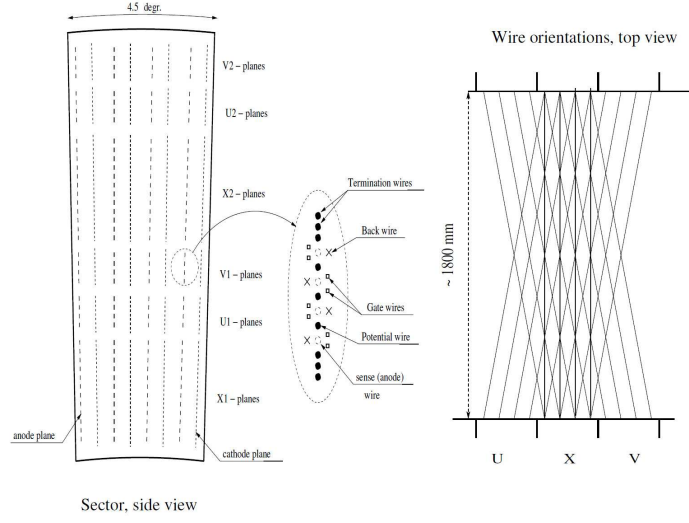 4.5 degr.
Wire orientations, top view
V2 – planes
U2 – planes
X2 – planes
V1 – planes
U1 – planes
X1 – planes
anode plane
cathode plane
Sector, side view
Termination wires
Back wire
Gate wires
Potential wire
sense (anode)
wire
~ 1800 mm
U X V